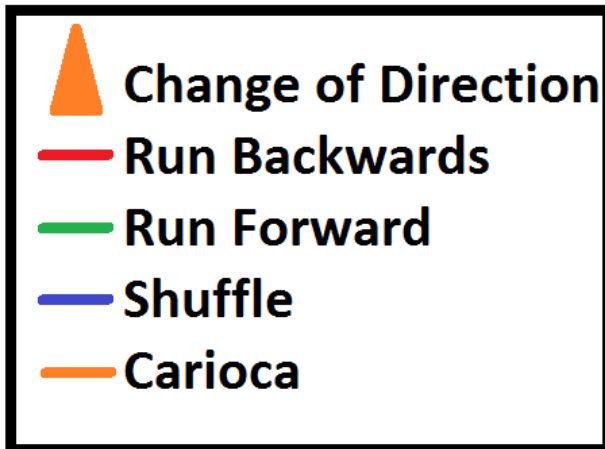 Change of Direction
Run Backwards
Run Forward
Shuffle
Carioca